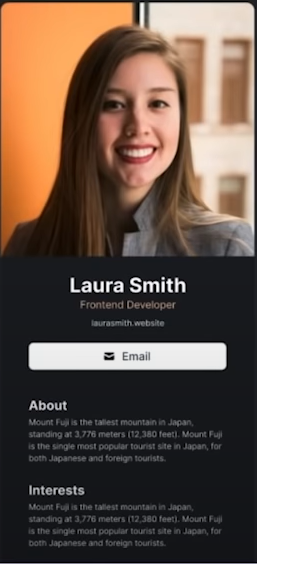 Laura Smith
Frontend Developer
laurasmith.website
Email
About
Mount Fuji is the tallest mountain in Japan,
standing at 3,776 meters (12,380 feet). Mount Fuji
is the single most popular tourist site in Japan, for
both Japanese and foreign tourists.
Interests
Mount Fuji is the tallest mountain in Japan,
standing at 3,776 meters (12,380 feet). Mount Fuji
is the single most popular tourist site in Japan, for
both Japanese and foreign tourists.